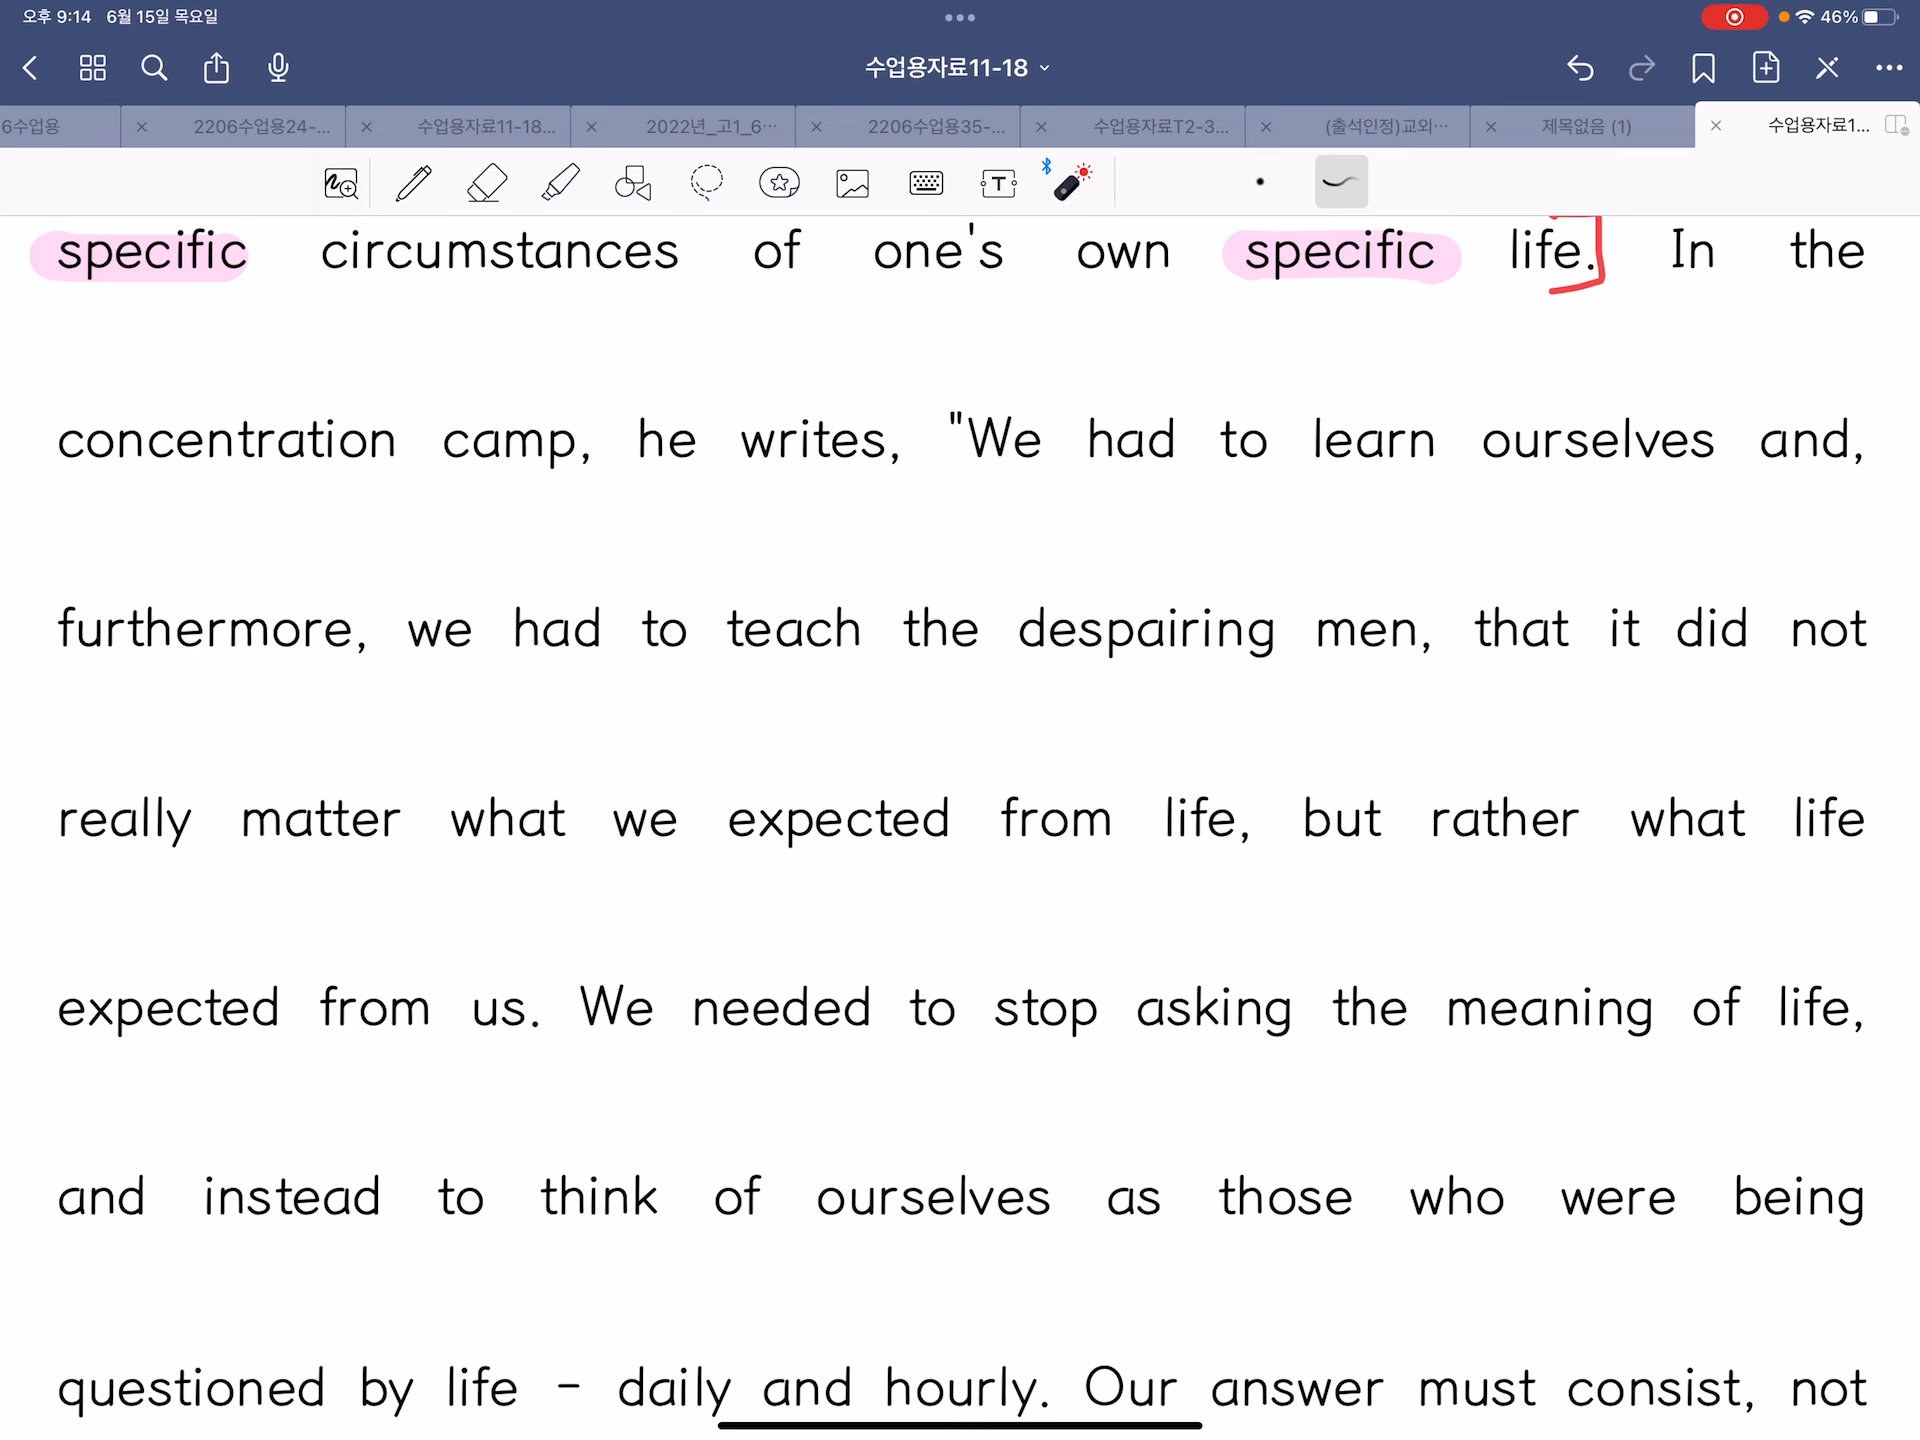 오후 9:14 6월 15일 목요일 46%
수업용자료11-18
6수업용 2206수업용24-... 수업용자료11-18... 2022년_고1_6... 2206수업용35-... 수업용자료T2-3... (출석인정)교외... 제목없음 (1) 수업용자료1...
specific circumstances of one's own specific life. In the
concentration camp, he writes, "We had to learn ourselves and,
furthermore, we had to teach the despairing men, that it did not
really matter what we expected from life, but rather what life
expected from us. We needed to stop asking the meaning of life,
and instead to think of ourselves as those who were being
questioned by life - daily and hourly. Our answer must consist, not